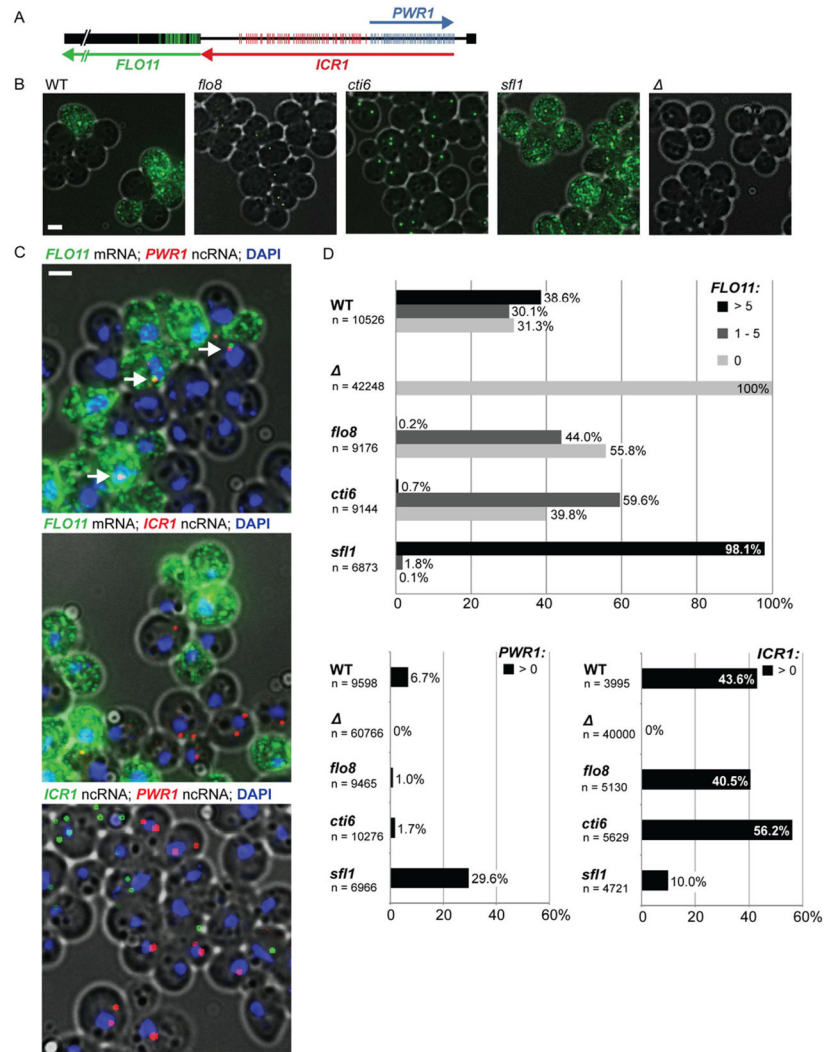 A
PWR1
FLO11
ICR1
B
WT
flo8
cti6
sfl1
Δ
C
FLO11 mRNA; PWR1 ncRNA; DAPI
FLO11 mRNA; ICR1 ncRNA; DAPI
ICR1 ncRNA; PWR1 ncRNA; DAPI
D
FLO11:
> 5
1 - 5
0
WT
n = 10526
38.6%
30.1%
31.3%
Δ
n = 42248
100%
flo8
n = 9176
0.2%
44.0%
55.8%
cti6
n = 9144
0.7%
59.6%
39.8%
sfl1
n = 6873
98.1%
1.8%
0.1%
0 20 40 60 80 100%
PWR1:
> 0
WT
n = 9598
6.7%
Δ
n = 60766
0%
flo8
n = 9465
1.0%
cti6
n = 10276
1.7%
sfl1
n = 6966
29.6%
0 20 40 60%
ICR1:
> 0
WT
n = 3995
43.6%
Δ
n = 40000
0%
flo8
n = 5130
40.5%
cti6
n = 5629
56.2%
sfl1
n = 4721
10.0%
0 20 40 60%